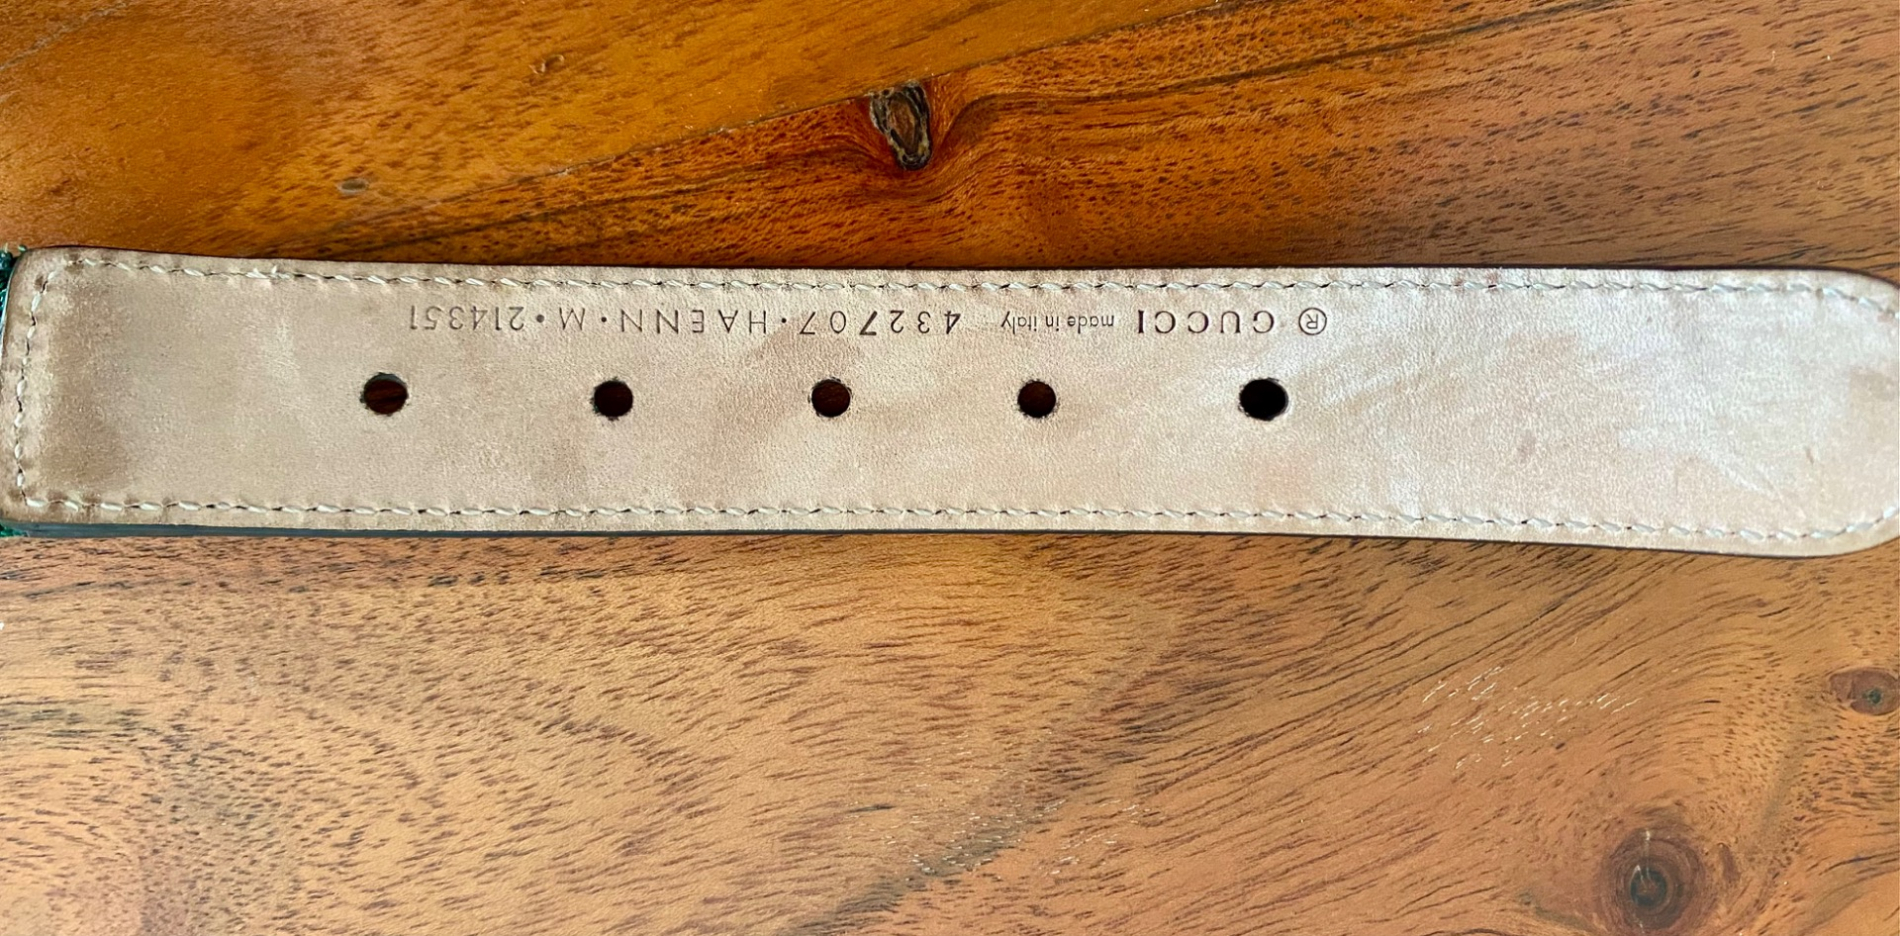 ® GUCCI made in italy 432707·HAENN·M·214351